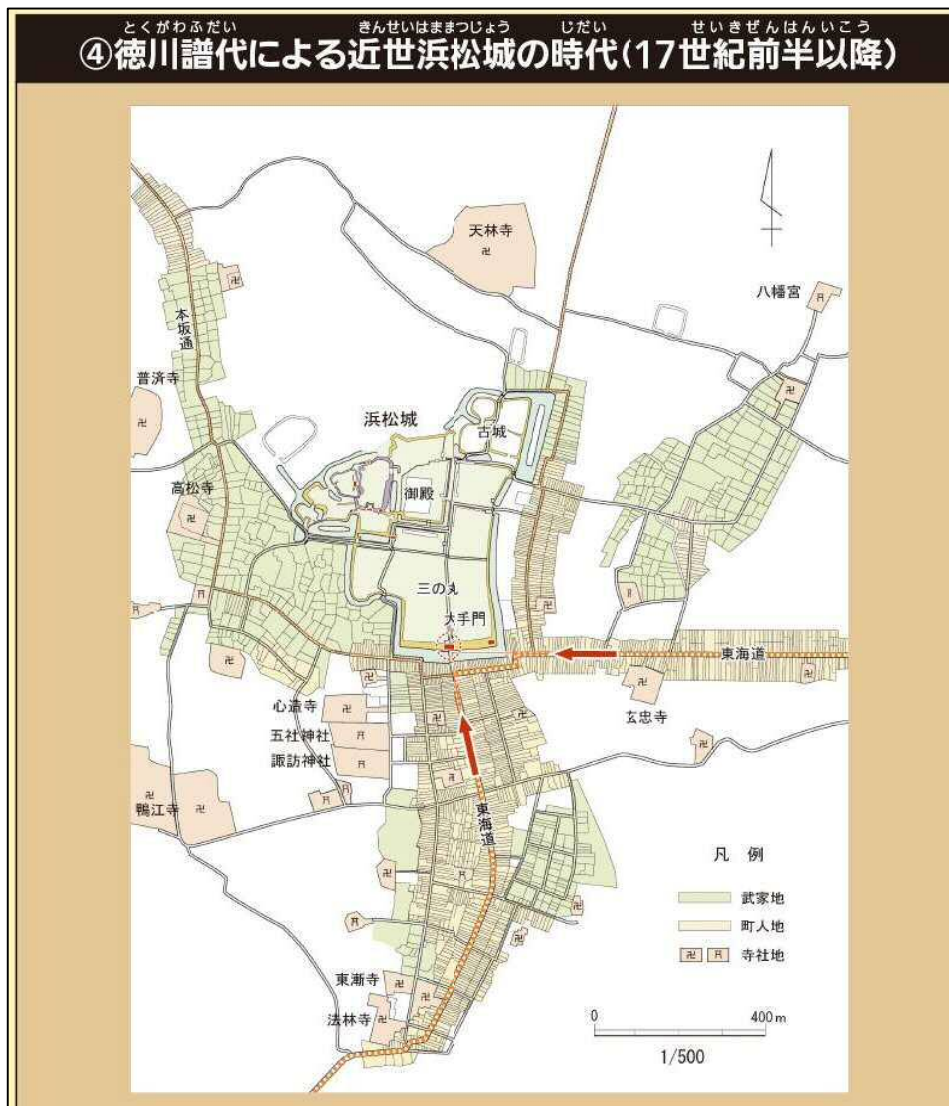 とくがわふだい きんせいはままつじょう じだい せいきぜんはんいこう
④徳川譜代による近世浜松城の時代(17世紀前半以降)
天林寺
八幡宮
本坂通
普済寺
浜松城
古城
御殿
高松寺
三の丸
大手門
東海道
心造寺
玄忠寺
五社神社
諏訪神社
鴨江寺
東海道
凡 例
武家地
町人地
寺社地
東漸寺
法林寺
0 400m
1/500